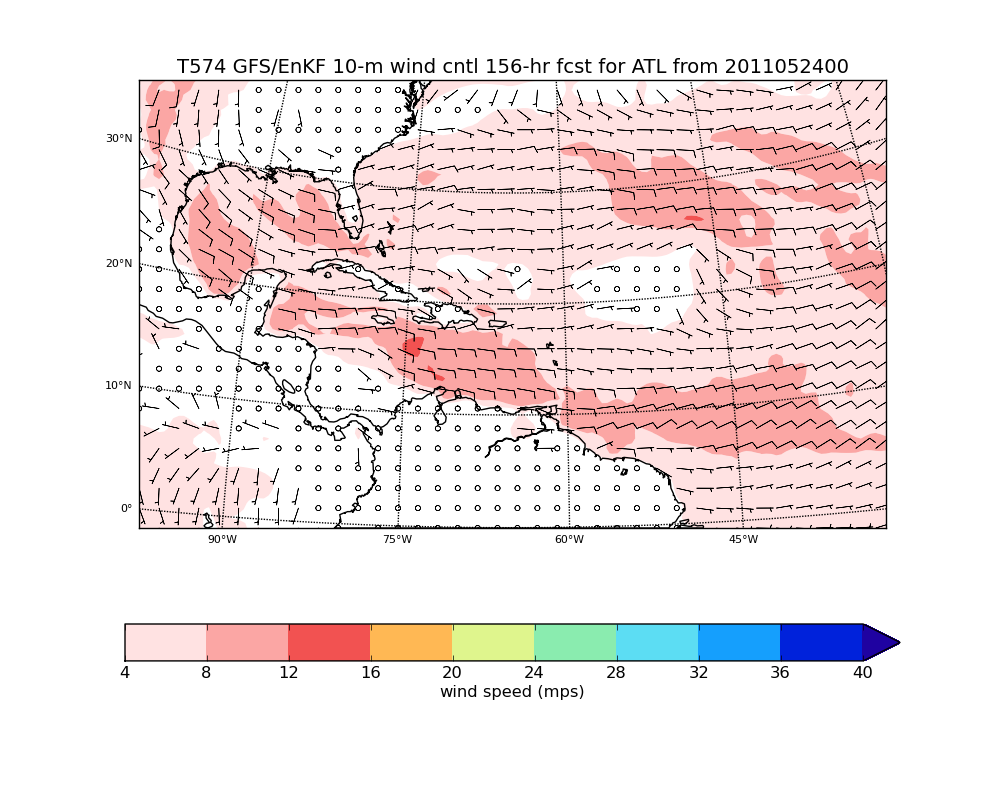 T574 GFS/EnKF 10-m wind cntl 156-hr fcst for ATL from 2011052400
30°N
20°N
10°N
0°
90°W 75°W 60°W 45°W
4 8 12 16 20 24 28 32 36 40
wind speed (mps)